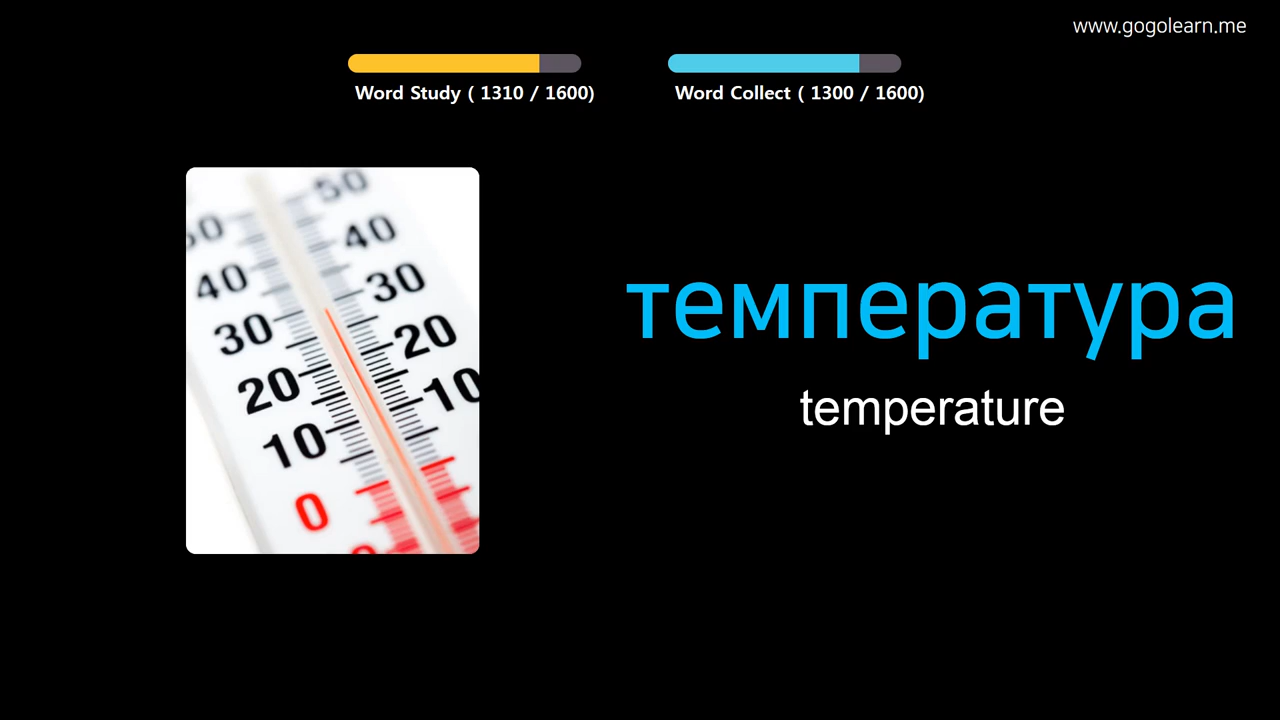 www.gogolearn.me
Word Study ( 1310 / 1600)
Word Collect ( 1300 / 1600)
50
50
40
40
30
30
20
20
10
10
0
температура
temperature